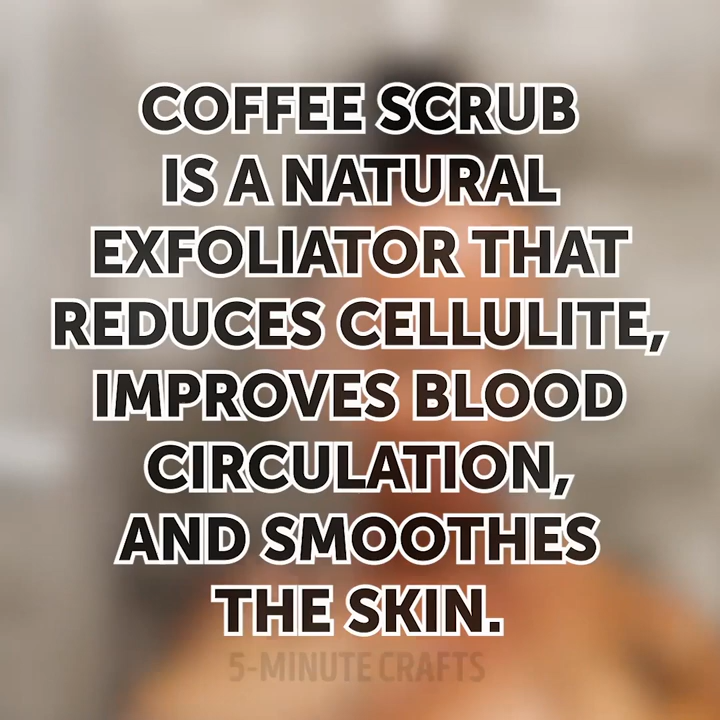 COFFEE SCRUB
IS A NATURAL
EXFOLIATOR THAT
REDUCES CELLULITE,
IMPROVES BLOOD
CIRCULATION,
AND SMOOTHES
THE SKIN.
5-MINUTE CRAFTS